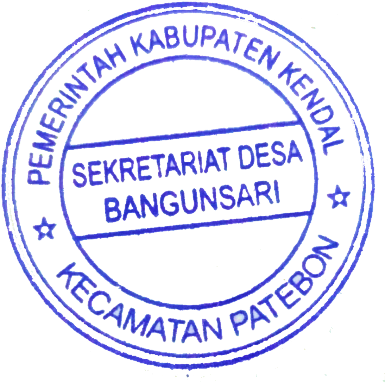 PEMERINTAH KABUPATEN KENDAL
SEKRETARIAT DESA
BANGUNSARI
KECAMATAN PATEBON